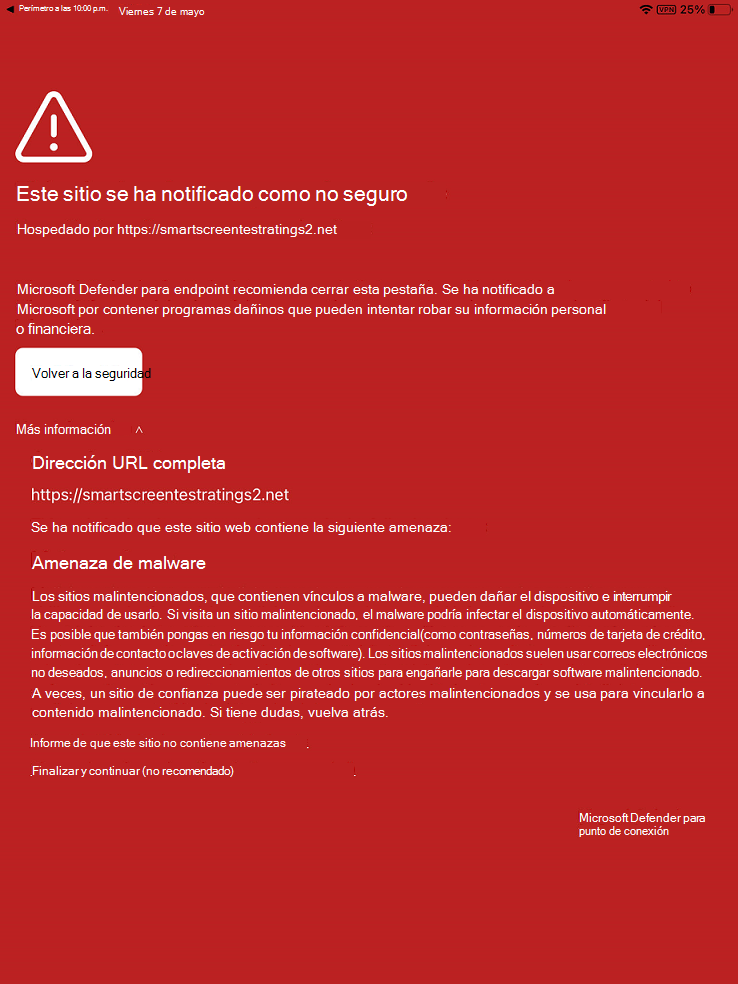 ◀ Perímetro a las 10:00 p.m. Viernes 7 de mayo VPN 25%
Este sitio se ha notificado como no seguro
Hospedado por https://smartscreentestratings2.net
Microsoft Defender para endpoint recomienda cerrar esta pestaña. Se ha notificado a
Microsoft por contener programas dañinos que pueden intentar robar su información personal
o financiera.
Volver a la seguridad
Más información ^
Dirección URL completa
https://smartscreentestratings2.net
Se ha notificado que este sitio web contiene la siguiente amenaza:
Amenaza de malware
Los sitios malintencionados, que contienen vínculos a malware, pueden dañar el dispositivo e interrumpir
la capacidad de usarlo. Si visita un sitio malintencionado, el malware podría infectar el dispositivo automáticamente.
Es posible que también pongas en riesgo tu información confidencial(como contraseñas, números de tarjeta de crédito,
información de contacto o claves de activación de software). Los sitios malintencionados suelen usar correos electrónicos
no deseados, anuncios o redireccionamientos de otros sitios para engañarle para descargar software malintencionado.
A veces, un sitio de confianza puede ser pirateado por actores malintencionados y se usa para vincularlo a
contenido malintencionado. Si tiene dudas, vuelva atrás.
Informe de que este sitio no contiene amenazas .
.Finalizar y continuar (no recomendado) .
Microsoft Defender para
punto de conexión